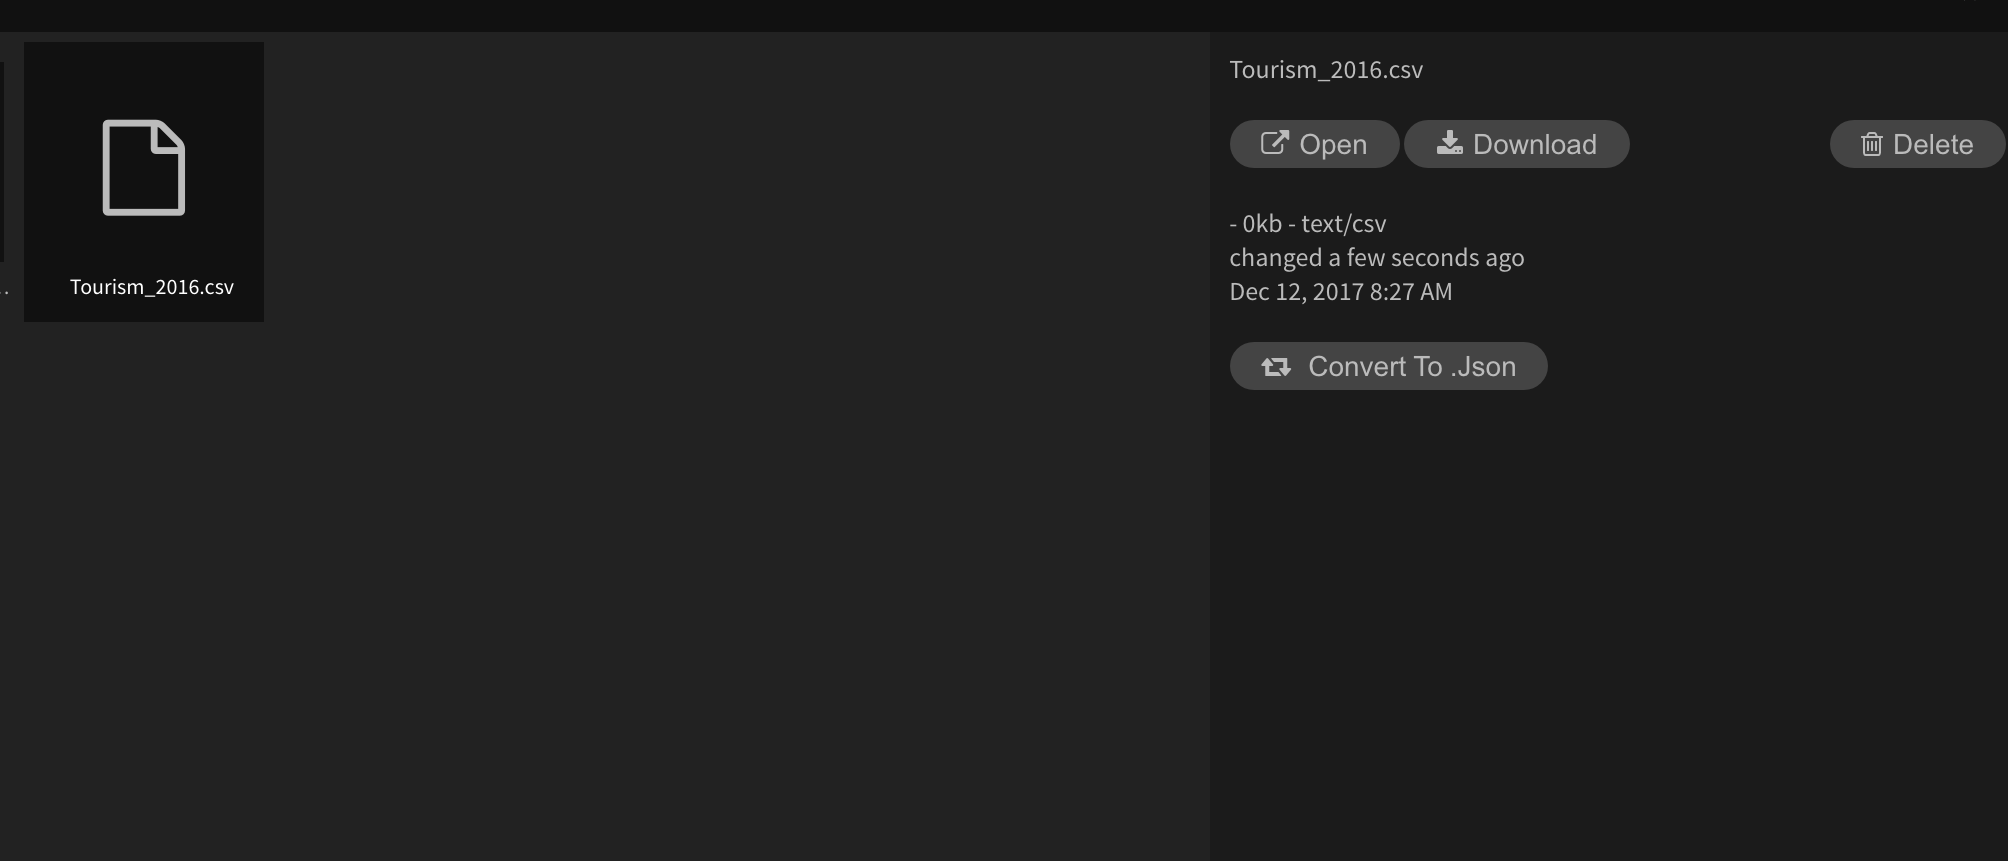 Tourism_2016.csv
Tourism_2016.csv
Open
Download
Delete
- 0kb - text/csv
changed a few seconds ago
Dec 12, 2017 8:27 AM
Convert To .Json